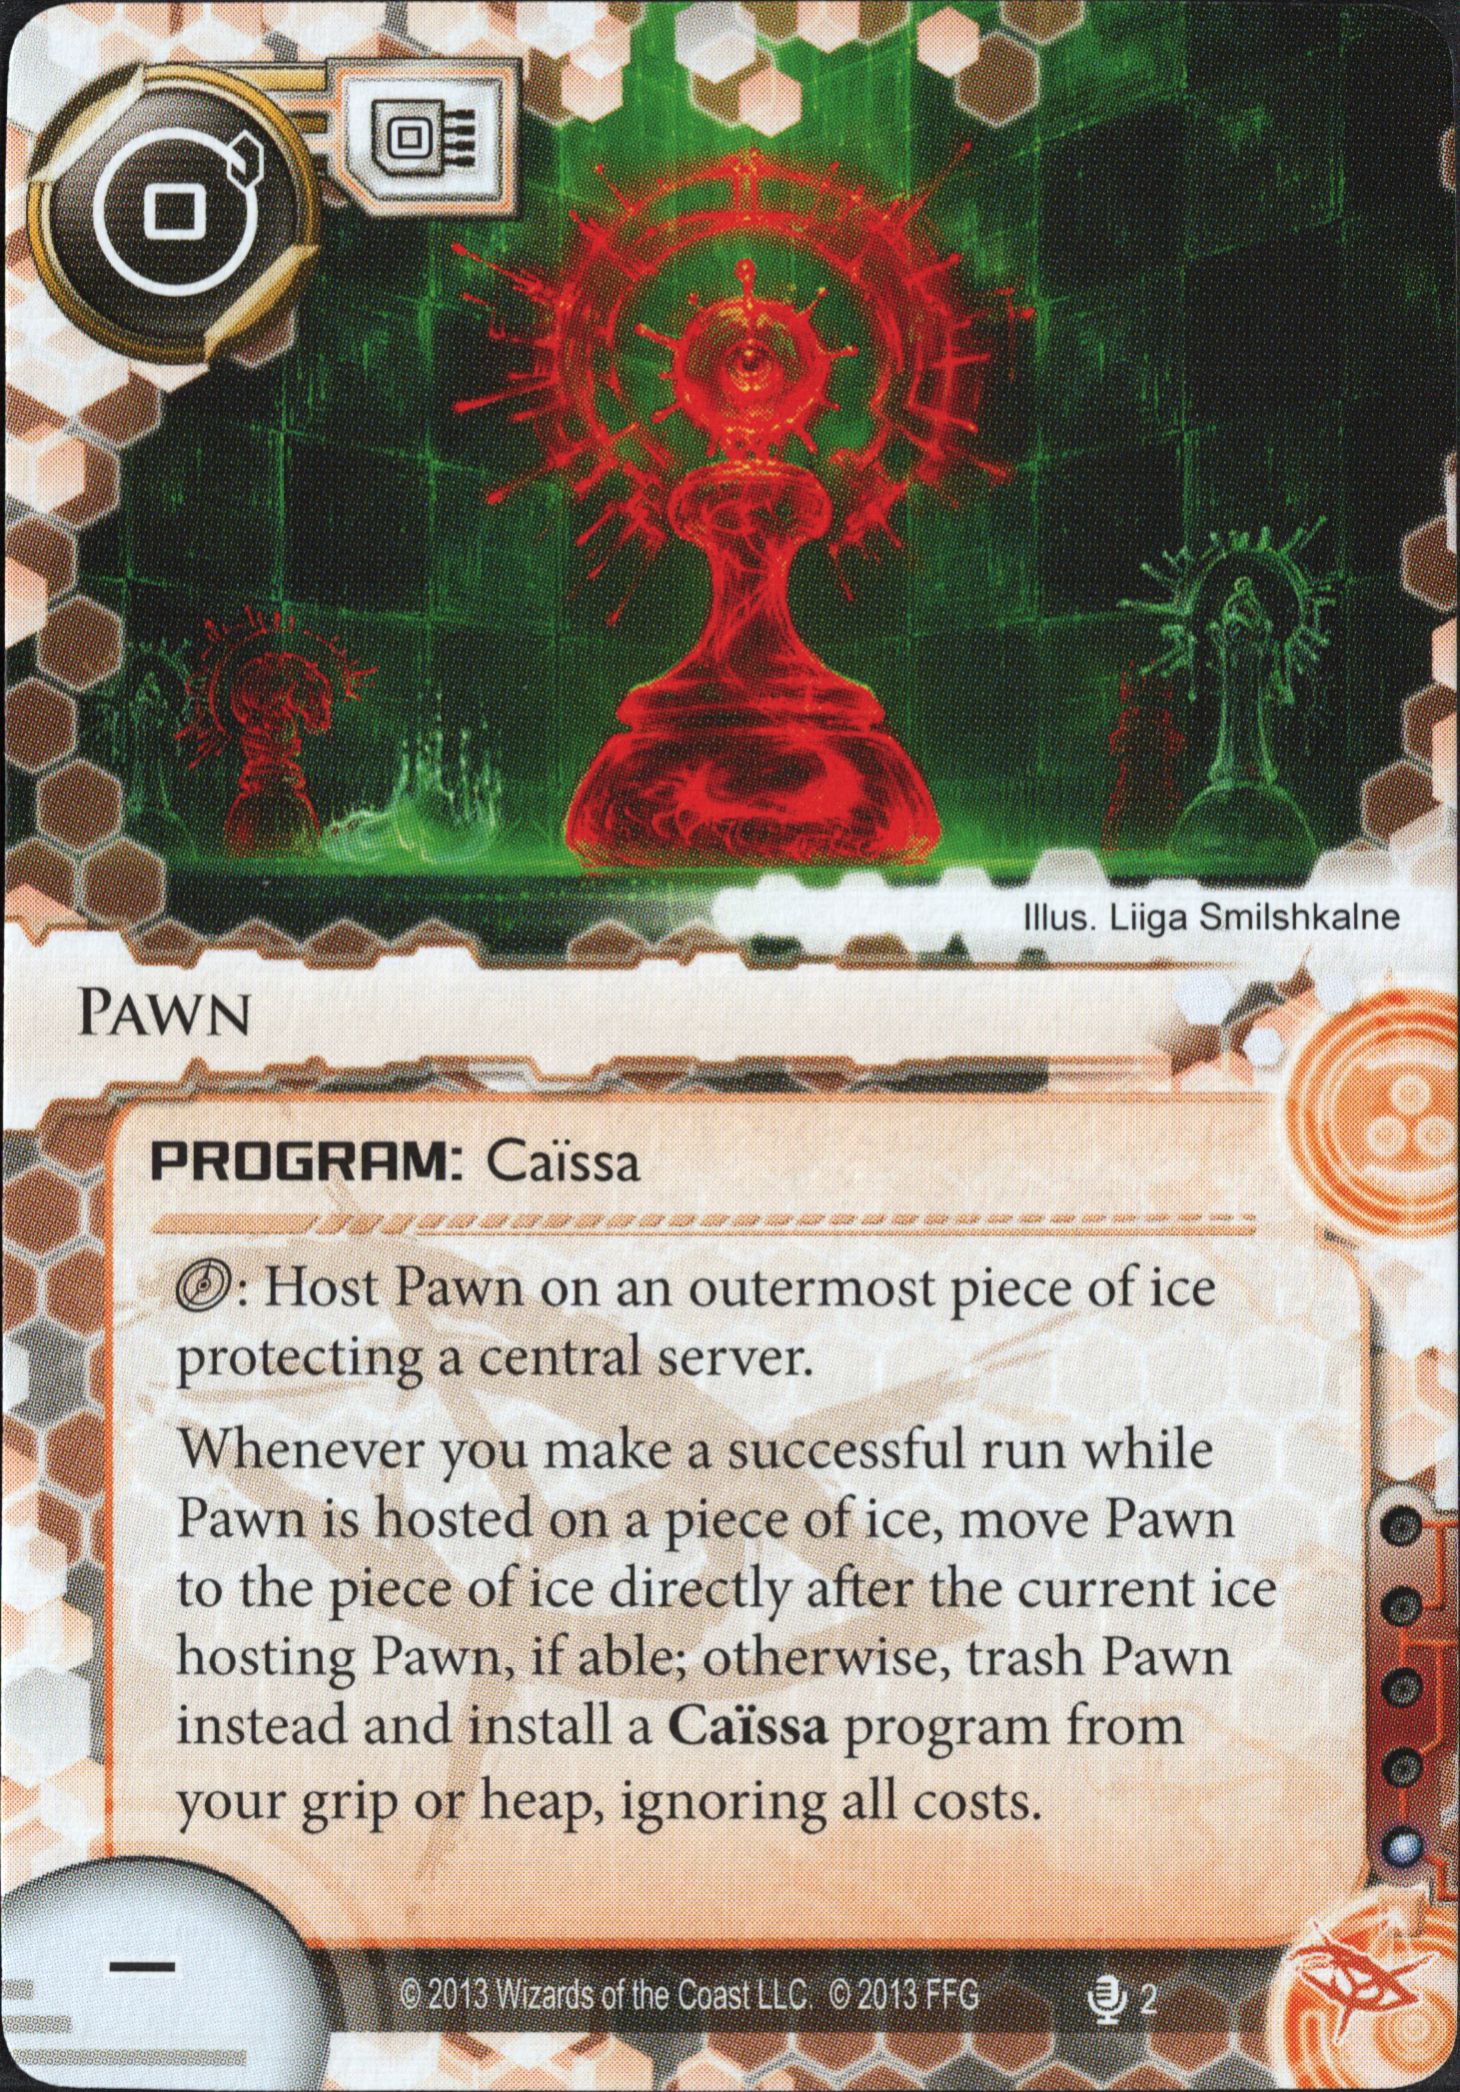 Illus. Liiga Smilshkalne
PAWN
PROGRAM: Caïssa
: Host Pawn on an outermost piece of ice
protecting a central server.
Whenever you make a successful run while
Pawn is hosted on a piece of ice, move Pawn
to the piece of ice directly after the current ice
hosting Pawn, if able; otherwise, trash Pawn
instead and install a Caïssa program from
your grip or heap, ignoring all costs.
—
© 2013 Wizards of the Coast LLC. © 2013 FFG 2